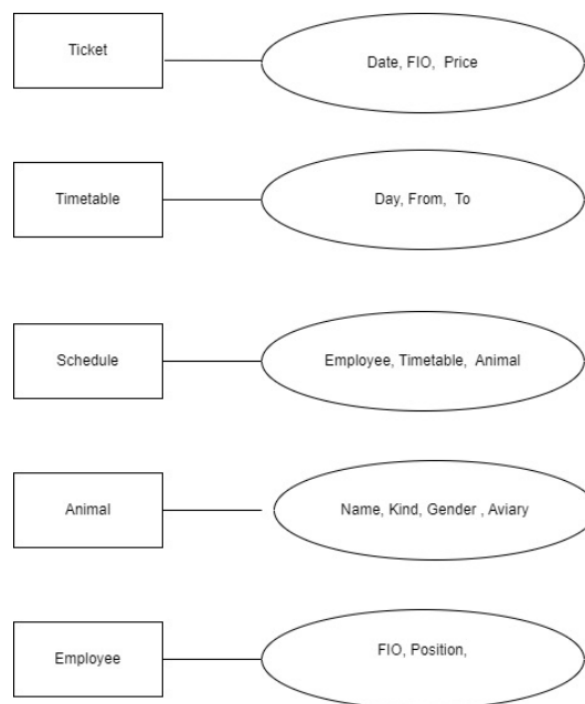 Ticket
Date, FIO, Price
Timetable
Day, From, To
Schedule
Employee, Timetable, Animal
Animal
Name, Kind, Gender , Aviary
Employee
FIO, Position,